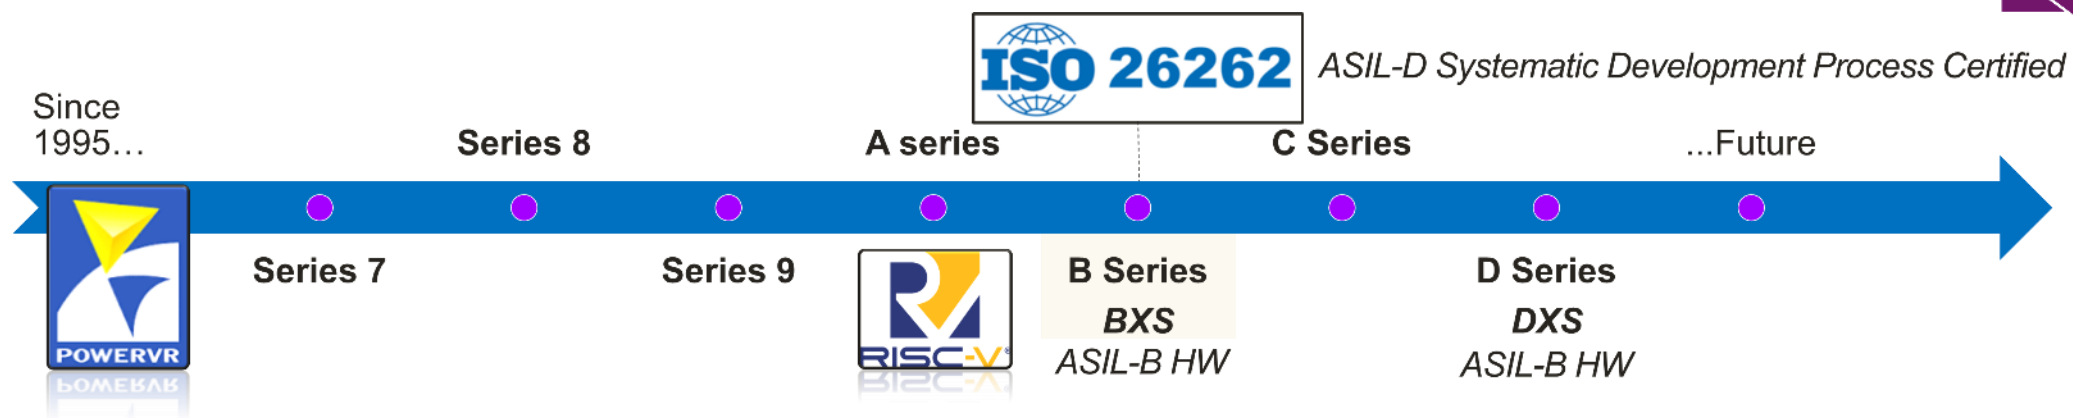 ISO 26262
ASIL-D Systematic Development Process Certified
Since
1995…
Series 8
A series
C Series
...Future
POWERVR
Series 7
Series 9
RISC-V®
B Series
BXS
ASIL-B HW
D Series
DXS
ASIL-B HW